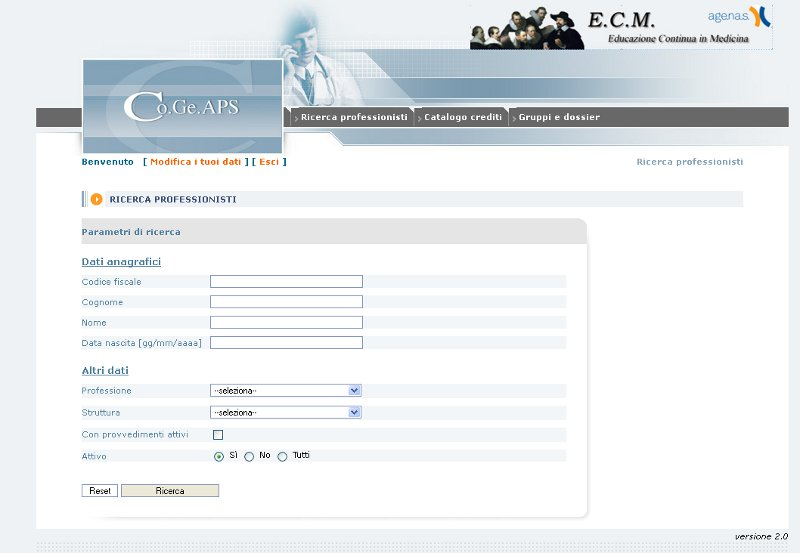 E.C.M.
Educazione Continua in Medicina
age.na.s.
Co.Ge.APS
Ricerca professionisti
Catalogo crediti
Gruppi e dossier
Benvenuto [ Modifica i tuoi dati ] [ Esci ]
Ricerca professionisti
RICERCA PROFESSIONISTI
Parametri di ricerca
Dati anagrafici
Codice fiscale
Cognome
Nome
Data nascita [gg/mm/aaaa]
Altri dati
Professione --seleziona--
Struttura --seleziona--
Con provvedimenti attivi
Attivo Sì No Tutti
Reset Ricerca
versione 2.0